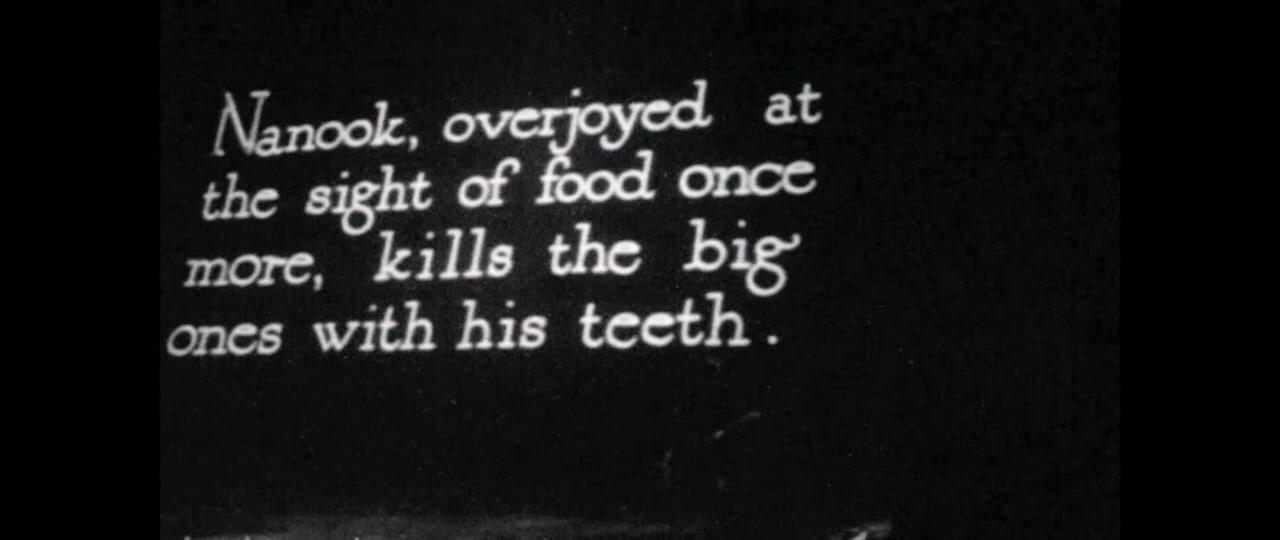 Nanook, overjoyed at
the sight of food once
more, kills the big
ones with his teeth.